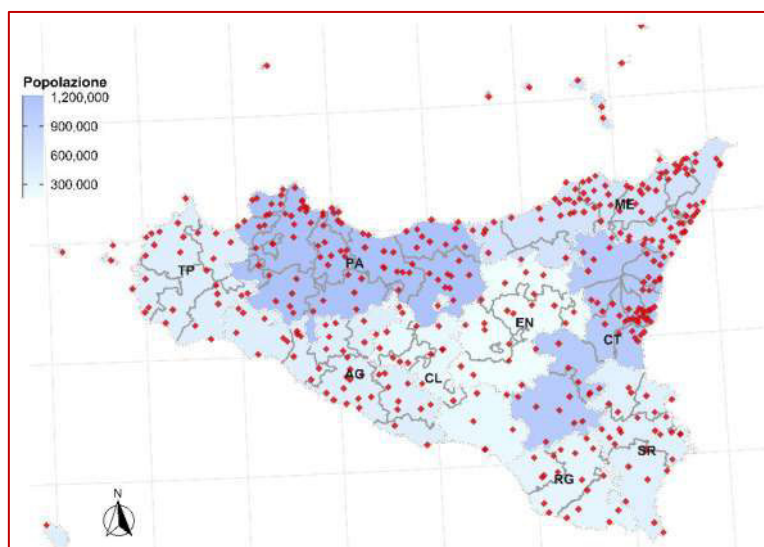 Popolazione
1,200,000
900,000
600,000
300,000
ME
PA
TP
EN
CT
AG
CL
SR
RG
N